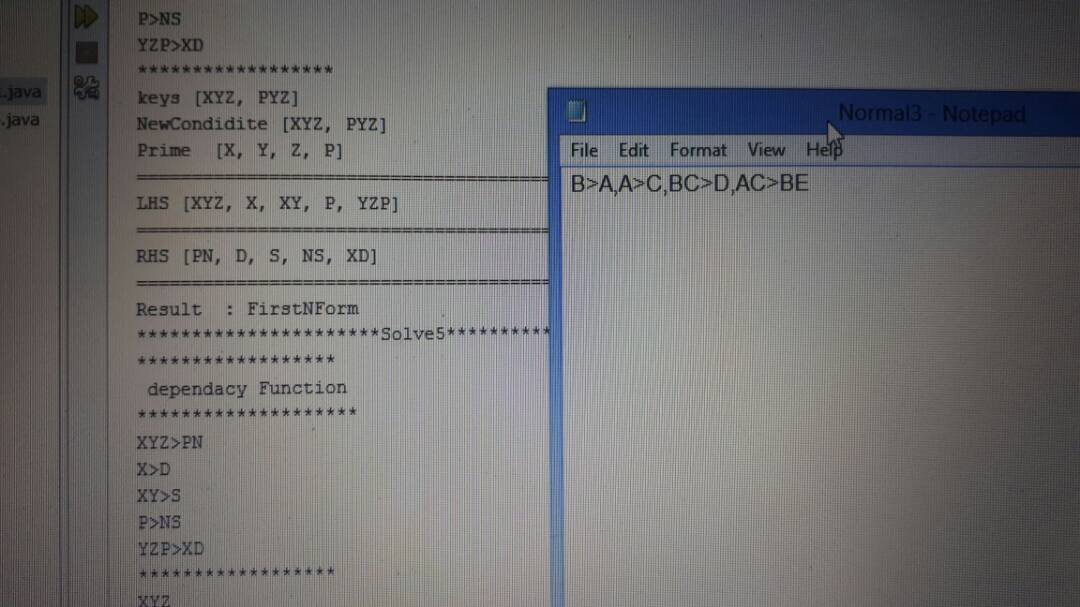 .java
.java
P>NS
YZP>XD
******************
keys [XYZ, PYZ]
NewCondidite [XYZ, PYZ]
Prime  [X, Y, Z, P]
===================================
LHS [XYZ, X, XY, P, YZP]
===================================
RHS [PN, D, S, NS, XD]
===================================
Result  : FirstNForm
**********************Solve5**********
******************
 dependacy Function
********************
XYZ>PN
X>D
XY>S
P>NS
YZP>XD
******************
XYZ
Normal3 - Notepad
File Edit Format View Help
B>A,A>C,BC>D,AC>BE